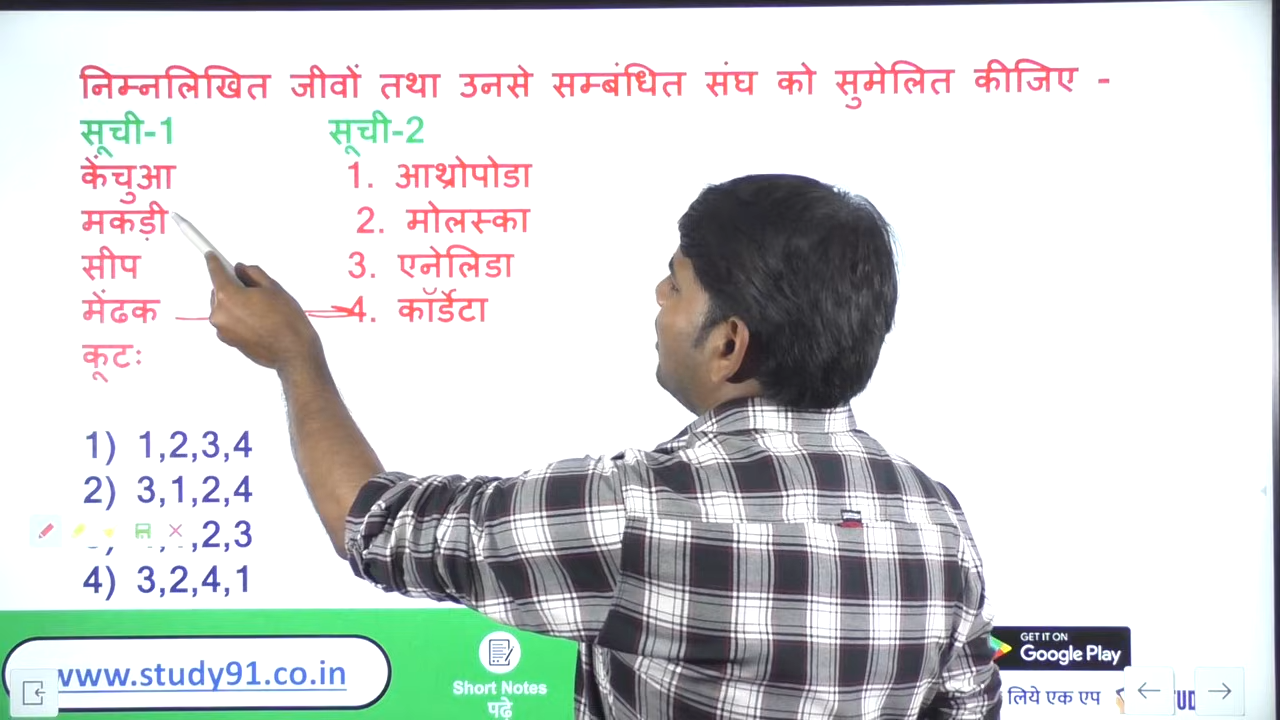 निम्नलिखित जीवों तथा उनसे सम्बंधित संघ को सुमेलित कीजिए -
सूची-1 सूची-2
केंचुआ 1. आथ्रोपोडा
मकड़ी 2. मोलस्का
सीप 3. एनेलिडा
मेंढक 4. कॉर्डेटा
कूटः
1) 1,2,3,4
2) 3,1,2,4
2,3
4) 3,2,4,1
www.study91.co.in
Short Notes
पढ़े
GET IT ON
Google Play
लिये एक एप